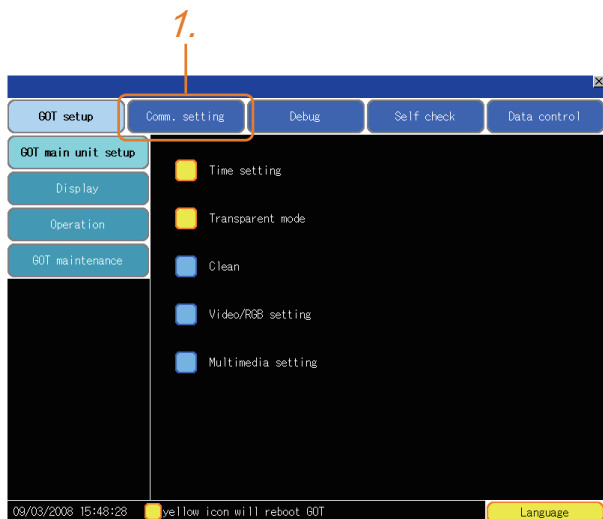 1.
×
GOT setup Comm. setting Debug Self check Data control
GOT main unit setup
Display
Operation
GOT maintenance
Time setting
Transparent mode
Clean
Video/RGB setting
Multimedia setting
09/03/2008 15:48:28 yellow icon will reboot GOT Language